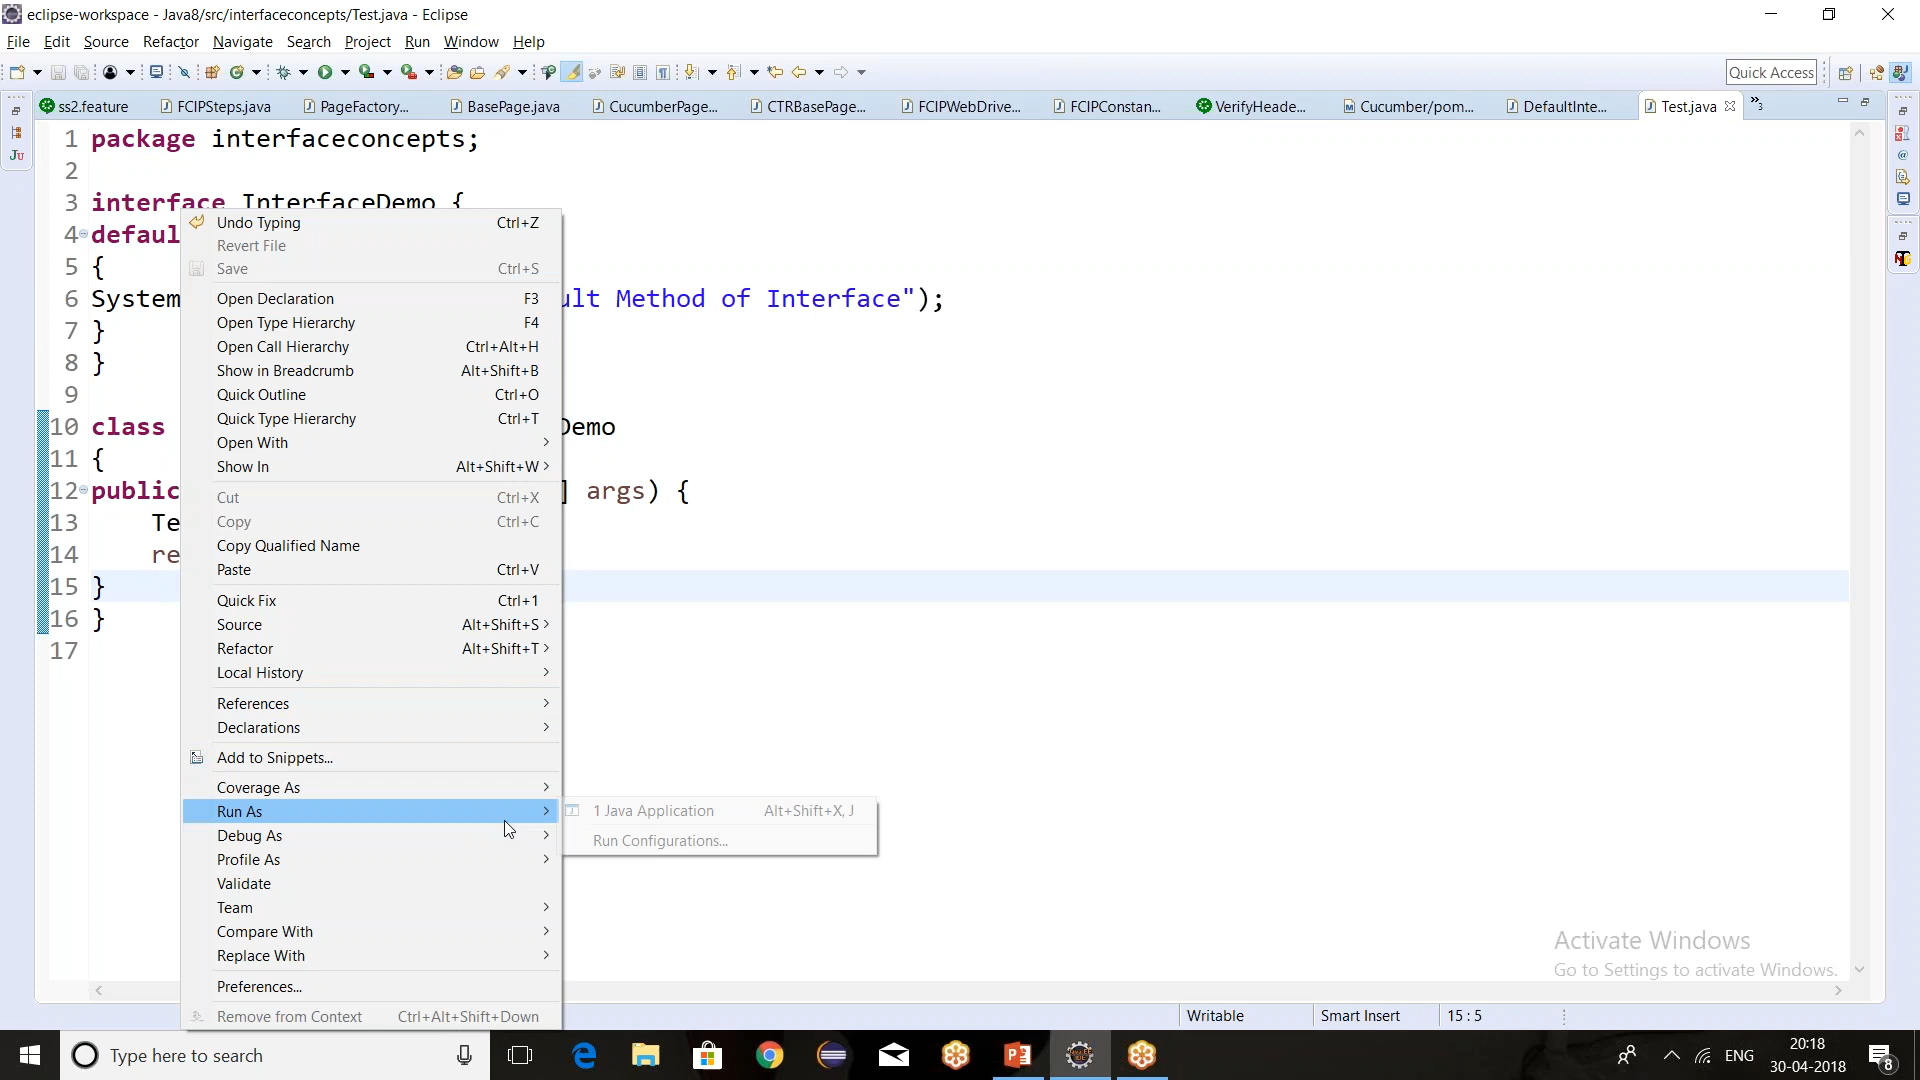 eclipse-workspace - Java8/src/interfaceconcepts/Test.java - Eclipse
File Edit Source Refactor Navigate Search Project Run Window Help
Quick Access
ss2.feature FCIPSteps.java PageFactory... BasePage.java CucumberPage... CTRBasePage... FCIPWebDrive... FCIPConstan... VerifyHeade... Cucumber/pom... DefaultInte... Test.java »3
1 package interfaceconcepts;
2
3 interface InterfaceDemo {
4 defaul
5 {
6 System ult Method of Interface");
7 }
8 }
9
10 class Demo
11 {
12 public ] args) {
13 Te
14 re
15 }
16 }
17
Undo Typing Ctrl+Z
Revert File
Save Ctrl+S
Open Declaration F3
Open Type Hierarchy F4
Open Call Hierarchy Ctrl+Alt+H
Show in Breadcrumb Alt+Shift+B
Quick Outline Ctrl+O
Quick Type Hierarchy Ctrl+T
Open With >
Show In Alt+Shift+W >
Cut Ctrl+X
Copy Ctrl+C
Copy Qualified Name
Paste Ctrl+V
Quick Fix Ctrl+1
Source Alt+Shift+S >
Refactor Alt+Shift+T >
Local History >
References >
Declarations >
Add to Snippets...
Coverage As >
Run As >
Debug As >
Profile As >
Validate
Team >
Compare With >
Replace With >
Preferences...
Remove from Context Ctrl+Alt+Shift+Down
1 Java Application Alt+Shift+X, J
Run Configurations...
Activate Windows
Go to Settings to activate Windows.
Writable Smart Insert 15 : 5
Type here to search
ENG
20:18
30-04-2018
8